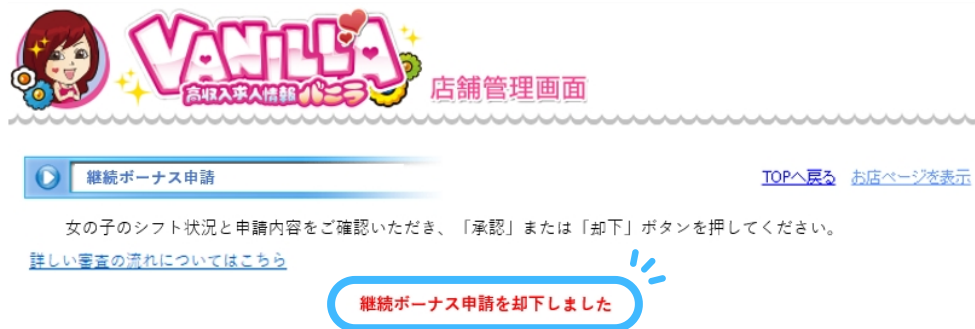 VANILLA
高収入求人情報 バニラ
店舗管理画面
継続ボーナス申請
TOPへ戻る お店ページを表示
女の子のシフト状況と申請内容をご確認いただき、「承認」または「却下」ボタンを押してください。
詳しい審査の流れについてはこちら
継続ボーナス申請を却下しました